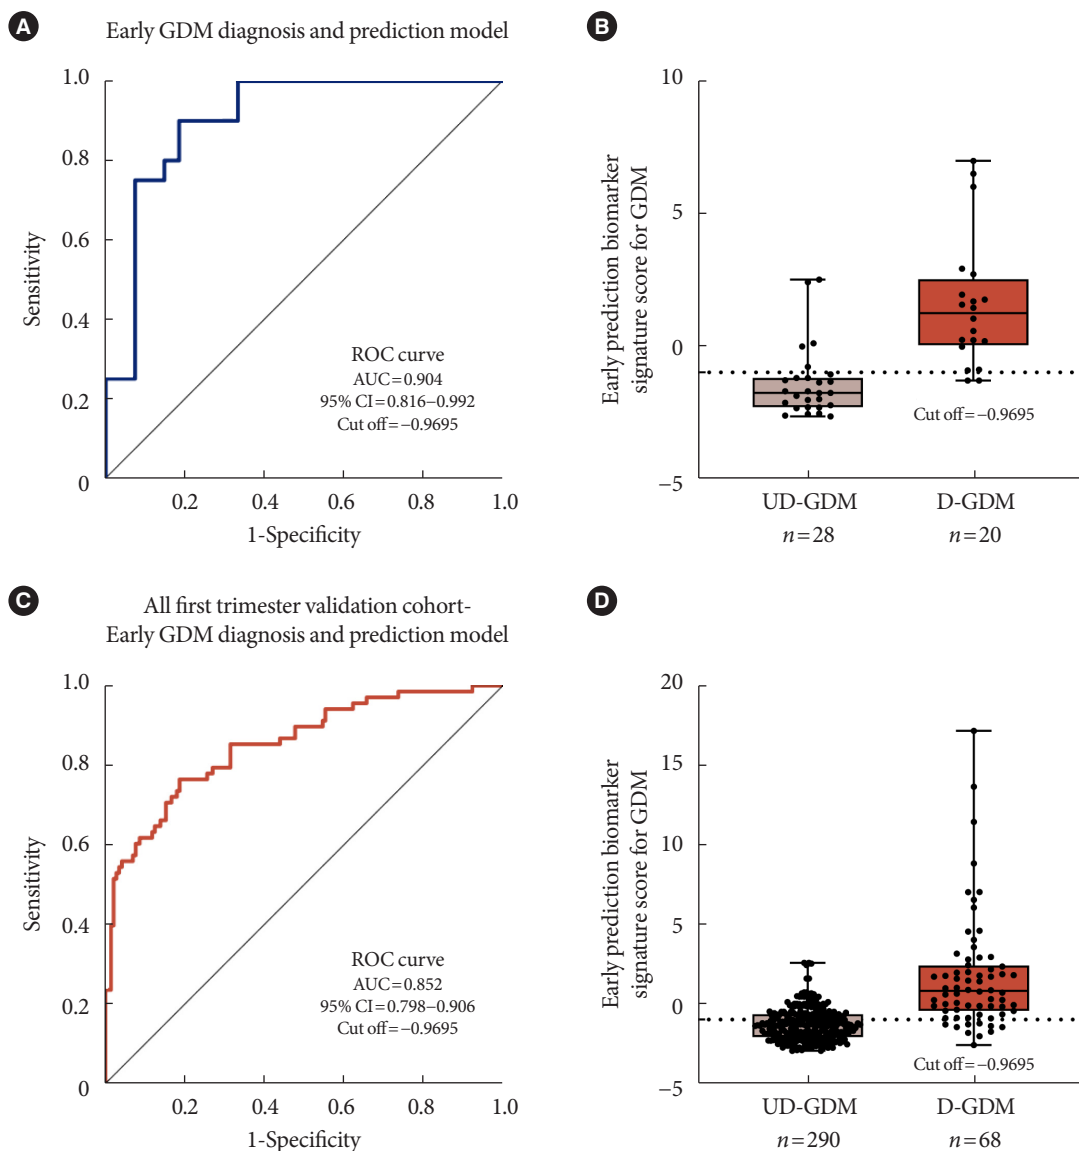 A
Early GDM diagnosis and prediction model
1.0
0.8
0.6
0.4
0.2
0
Sensitivity
ROC curve
AUC=0.904
95% CI=0.816–0.992
Cut off=–0.9695
0.2 0.4 0.6 0.8 1.0
1-Specificity
B
10
5
0
–5
Early prediction biomarker
signature score for GDM
Cut off=–0.9695
UD-GDM D-GDM
n=28 n=20
C
All first trimester validation cohort-
Early GDM diagnosis and prediction model
1.0
0.8
0.6
0.4
0.2
0
Sensitivity
ROC curve
AUC=0.852
95% CI=0.798–0.906
Cut off=–0.9695
0.2 0.4 0.6 0.8 1.0
1-Specificity
D
20
15
10
5
0
–5
Early prediction biomarker
signature score for GDM
Cut off=–0.9695
UD-GDM D-GDM
n=290 n=68